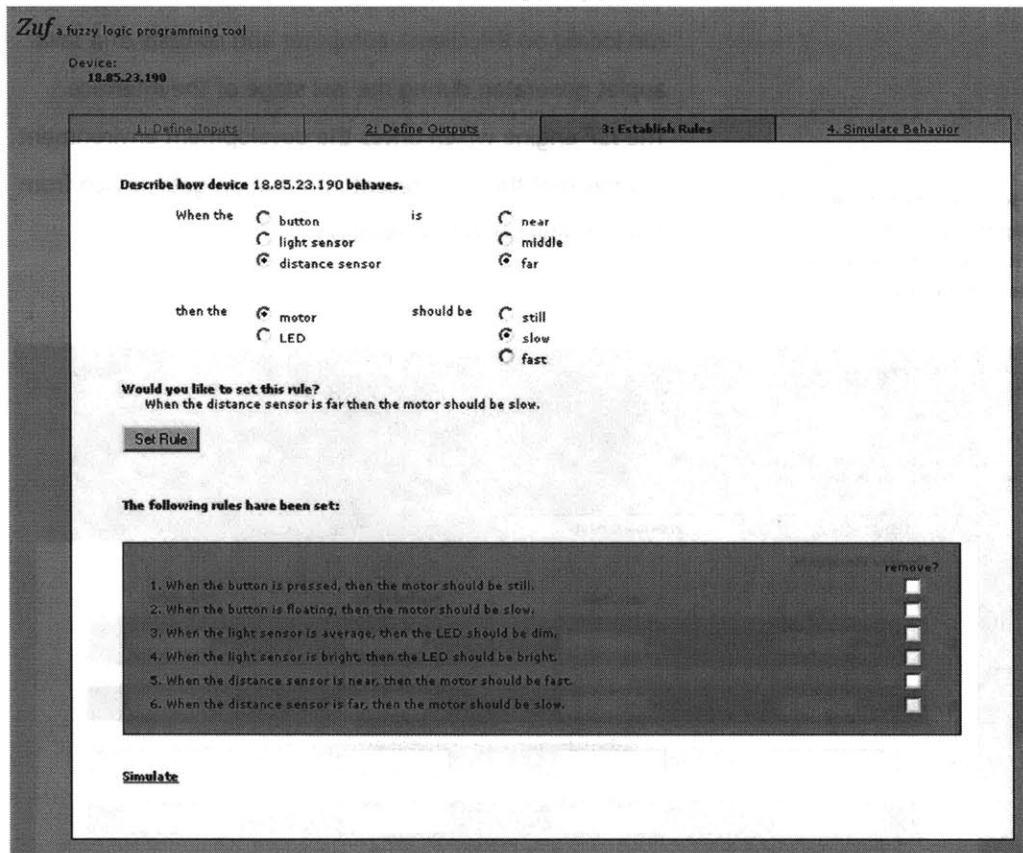 Zuf a fuzzy logic programming tool
Device:
18.85.23.190
1: Define Inputs 2: Define Outputs 3: Establish Rules 4. Simulate Behavior
Describe how device 18.85.23.190 behaves.
When the button is near
light sensor middle
distance sensor far
then the motor should be still
LED slow
fast
Would you like to set this rule?
When the distance sensor is far then the motor should be slow.
Set Rule
The following rules have been set:
remove?
1. When the button is pressed, then the motor should be still.
2. When the button is floating, then the motor should be slow.
3. When the light sensor is average, then the LED should be dim.
4. When the light sensor is bright, then the LED should be bright.
5. When the distance sensor is near, then the motor should be fast.
6. When the distance sensor is far, then the motor should be slow.
Simulate